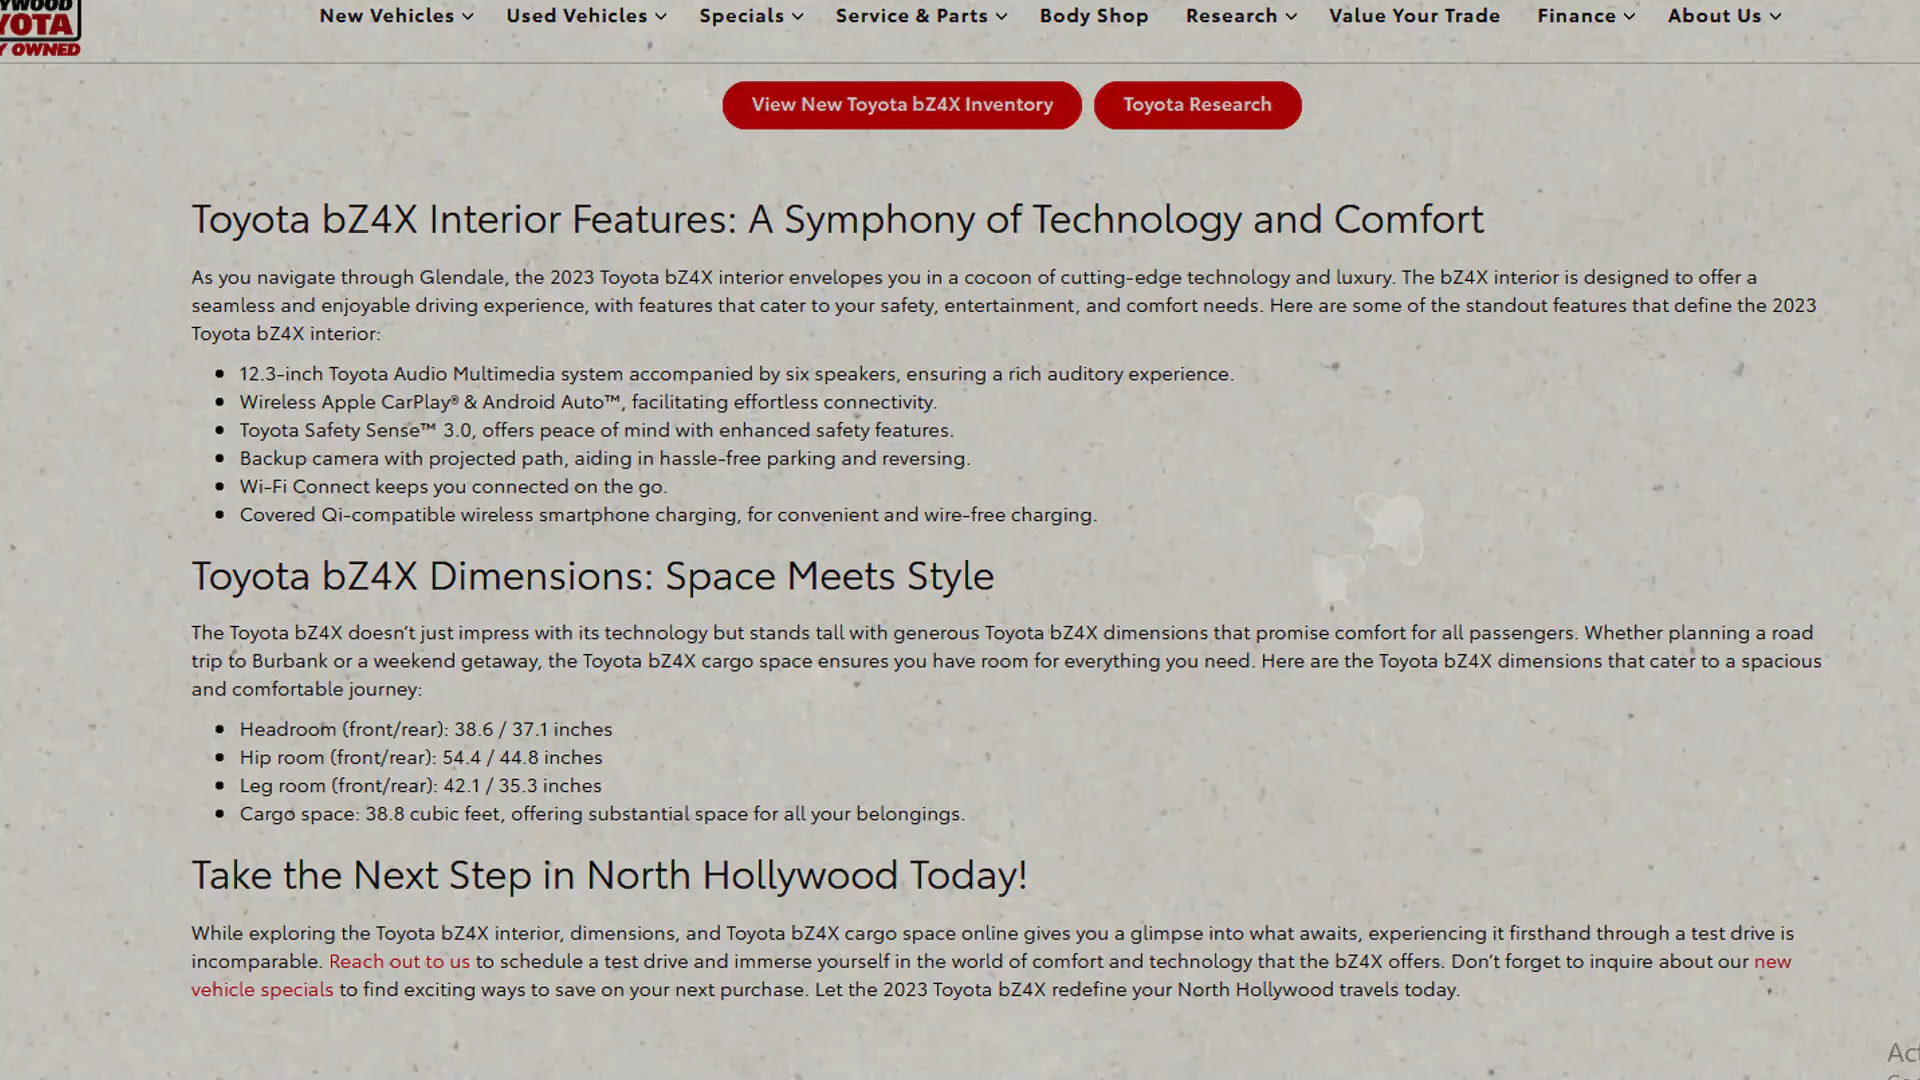 YWOOD
YOTA
Y OWNED
New Vehicles Used Vehicles Specials Service & Parts Body Shop Research Value Your Trade Finance About Us
View New Toyota bZ4X Inventory Toyota Research
Toyota bZ4X Interior Features: A Symphony of Technology and Comfort
As you navigate through Glendale, the 2023 Toyota bZ4X interior envelopes you in a cocoon of cutting-edge technology and luxury. The bZ4X interior is designed to offer a
seamless and enjoyable driving experience, with features that cater to your safety, entertainment, and comfort needs. Here are some of the standout features that define the 2023
Toyota bZ4X interior:
• 12.3-inch Toyota Audio Multimedia system accompanied by six speakers, ensuring a rich auditory experience.
• Wireless Apple CarPlay® & Android Auto™, facilitating effortless connectivity.
• Toyota Safety Sense™ 3.0, offers peace of mind with enhanced safety features.
• Backup camera with projected path, aiding in hassle-free parking and reversing.
• Wi-Fi Connect keeps you connected on the go.
• Covered Qi-compatible wireless smartphone charging, for convenient and wire-free charging.
Toyota bZ4X Dimensions: Space Meets Style
The Toyota bZ4X doesn’t just impress with its technology but stands tall with generous Toyota bZ4X dimensions that promise comfort for all passengers. Whether planning a road
trip to Burbank or a weekend getaway, the Toyota bZ4X cargo space ensures you have room for everything you need. Here are the Toyota bZ4X dimensions that cater to a spacious
and comfortable journey:
• Headroom (front/rear): 38.6 / 37.1 inches
• Hip room (front/rear): 54.4 / 44.8 inches
• Leg room (front/rear): 42.1 / 35.3 inches
• Cargo space: 38.8 cubic feet, offering substantial space for all your belongings.
Take the Next Step in North Hollywood Today!
While exploring the Toyota bZ4X interior, dimensions, and Toyota bZ4X cargo space online gives you a glimpse into what awaits, experiencing it firsthand through a test drive is
incomparable. Reach out to us to schedule a test drive and immerse yourself in the world of comfort and technology that the bZ4X offers. Don’t forget to inquire about our new
vehicle specials to find exciting ways to save on your next purchase. Let the 2023 Toyota bZ4X redefine your North Hollywood travels today.
Act